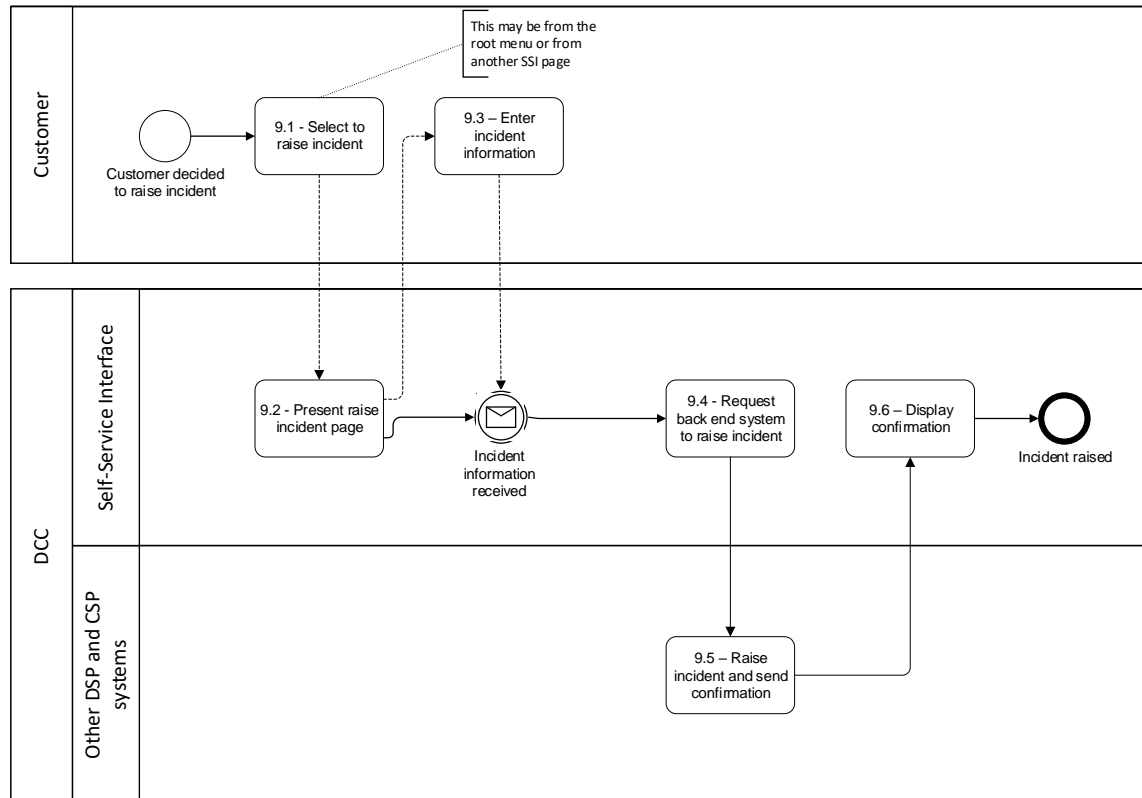 This may be from the
root menu or from
another SSI page
Customer
9.1 - Select to
raise incident
9.3 – Enter
incident
information
Customer decided
to raise incident
DCC
Self-Service Interface
9.2 - Present raise
incident page
Incident
information
received
9.4 - Request
back end system
to raise incident
9.6 – Display
confirmation
Incident raised
Other DSP and CSP
systems
9.5 – Raise
incident and send
confirmation